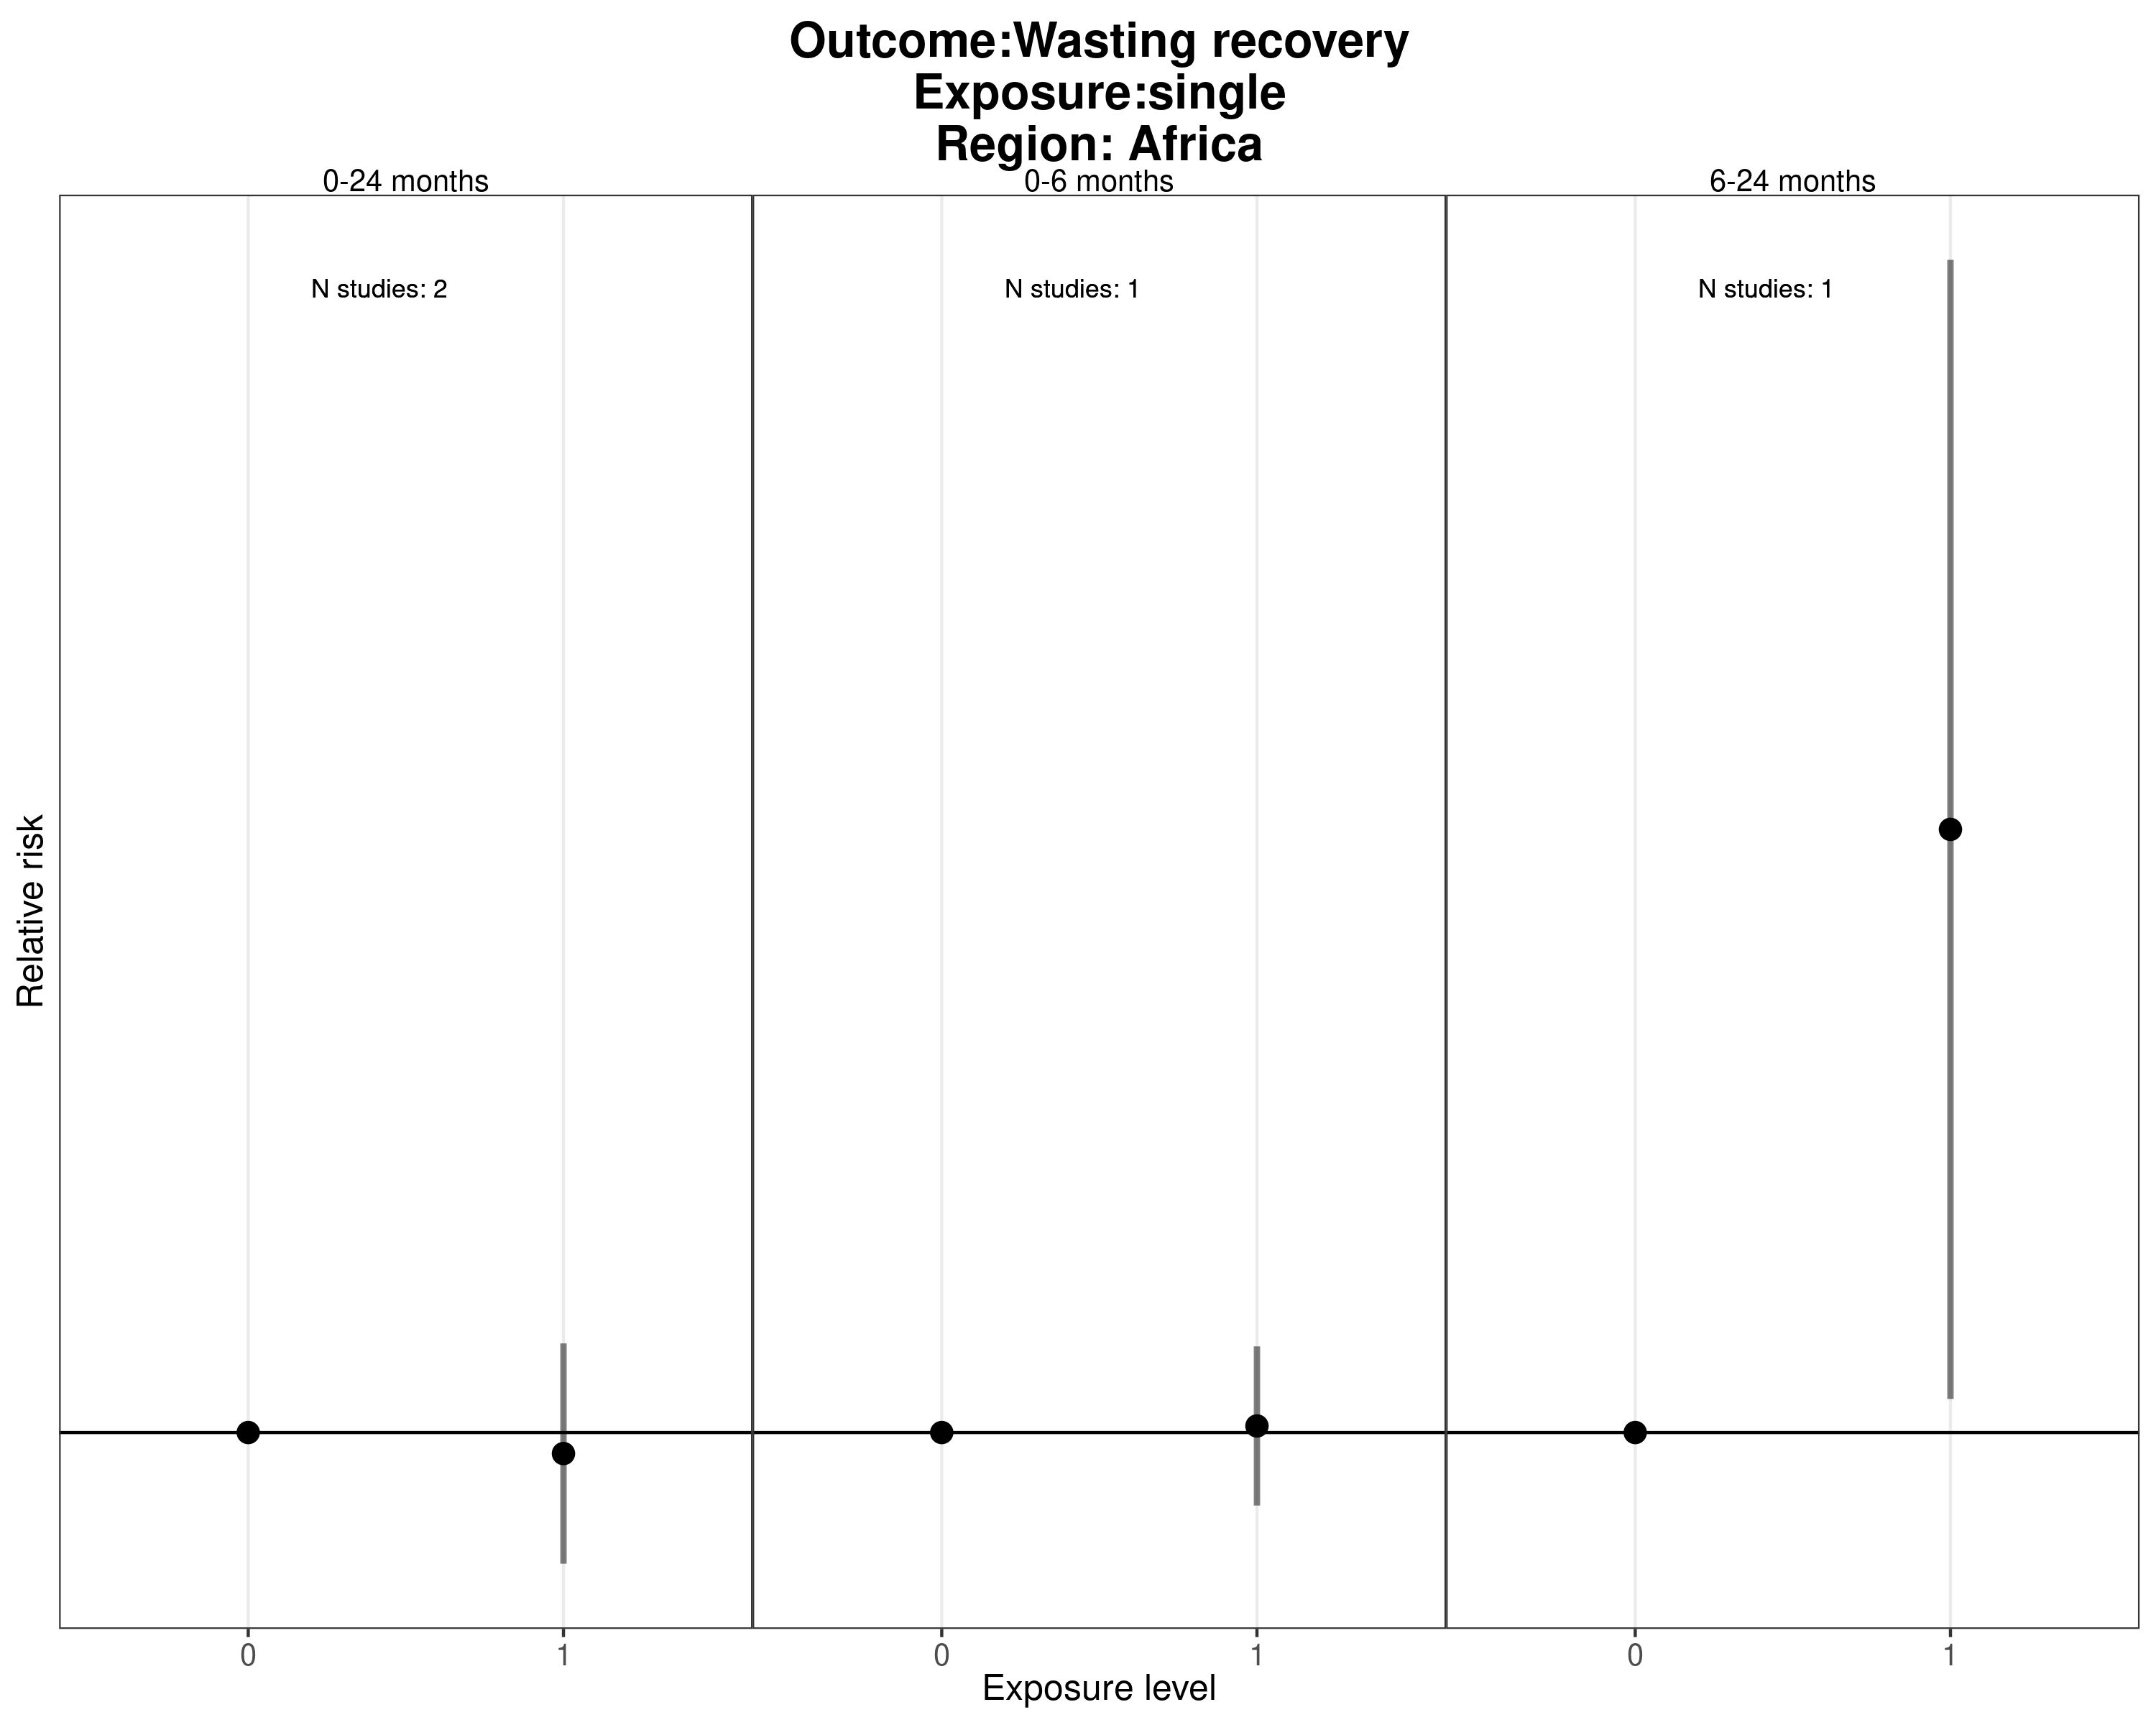 Outcome:Wasting recovery
Exposure:single
Region: Africa
0-24 months
0-6 months
6-24 months
N studies: 2
N studies: 1
N studies: 1
Relative risk
0
1
0
1
0
1
Exposure level